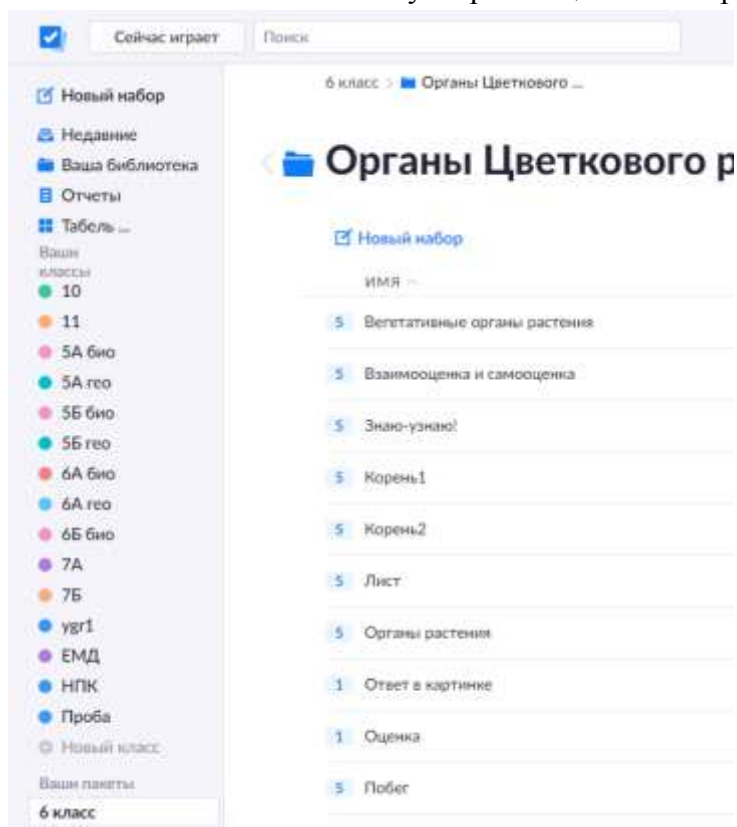 Сейчас играет
Поиск
Новый набор
Недавние
Ваша библиотека
Отчеты
Табель ...
Ваши
классы
10
11
5А био
5А гео
5Б био
5Б гео
6А био
6А гео
6Б био
7А
7Б
ygr1
ЕМД
НПК
Проба
Новый класс
Ваши пакеты
6 класс
6 класс > Органы Цветкового ...
Органы Цветкового р
Новый набор
ИМЯ
5 Вегетативные органы растения
5 Взаимооценка и самооценка
5 Знаю-узнаю!
5 Корень1
5 Корень2
5 Лист
5 Органы растения
1 Ответ в картинке
1 Оценка
5 Побег